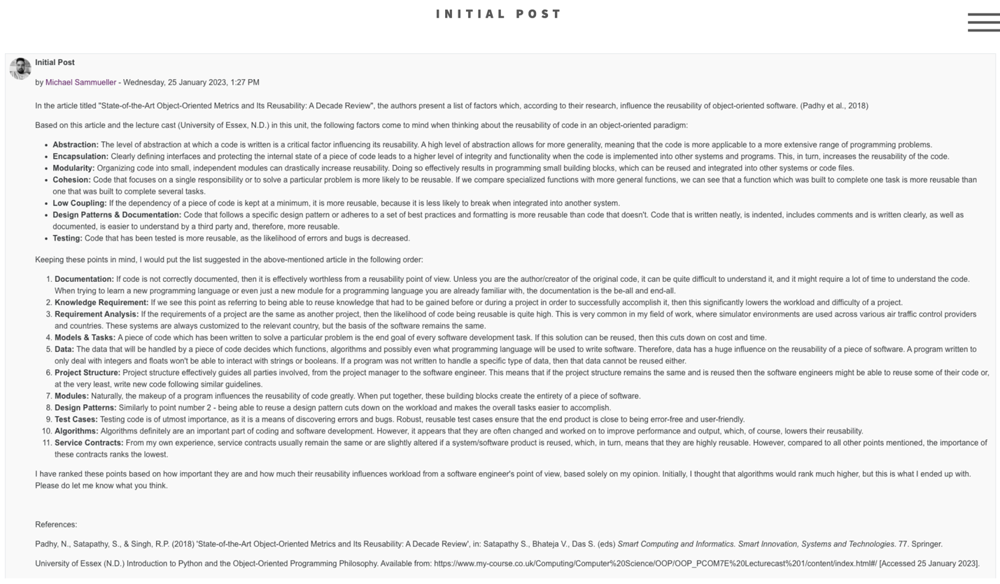 INITIAL POST
Initial Post
by Michael Sammueller - Wednesday, 25 January 2023, 1:27 PM
In the article titled "State-of-the-Art Object-Oriented Metrics and Its Reusability: A Decade Review", the authors present a list of factors which, according to their research, influence the reusability of object-oriented software. (Padhy et al., 2018)
Based on this article and the lecture cast (University of Essex, N.D.) in this unit, the following factors come to mind when thinking about the reusability of code in an object-oriented paradigm:
• Abstraction: The level of abstraction at which a code is written is a critical factor influencing its reusability. A high level of abstraction allows for more generality, meaning that the code is more applicable to a more extensive range of programming problems.
• Encapsulation: Clearly defining interfaces and protecting the internal state of a piece of code leads to a higher level of integrity and functionality when the code is implemented into other systems and programs. This, in turn, increases the reusability of the code.
• Modularity: Organizing code into small, independent modules can drastically increase reusability. Doing so effectively results in programming small building blocks, which can be reused and integrated into other systems or code files.
• Cohesion: Code that focuses on a single responsibility or to solve a particular problem is more likely to be reusable. If we compare specialized functions with more general functions, we can see that a function which was built to complete one task is more reusable than
one that was built to complete several tasks.
• Low Coupling: If the dependency of a piece of code is kept at a minimum, it is more reusable, because it is less likely to break when integrated into another system.
• Design Patterns & Documentation: Code that follows a specific design pattern or adheres to a set of best practices and formatting is more reusable than code that doesn't. Code that is written neatly, is indented, includes comments and is written clearly, as well as
documented, is easier to understand by a third party and, therefore, more reusable.
• Testing: Code that has been tested is more reusable, as the likelihood of errors and bugs is decreased.
Keeping these points in mind, I would put the list suggested in the above-mentioned article in the following order:
1. Documentation: If code is not correctly documented, then it is effectively worthless from a reusability point of view. Unless you are the author/creator of the original code, it can be quite difficult to understand it, and it might require a lot of time to understand the code.
When trying to learn a new programming language or even just a new module for a programming language you are already familiar with, the documentation is the be-all and end-all.
2. Knowledge Requirement: If we see this point as referring to being able to reuse knowledge that had to be gained before or during a project in order to successfully accomplish it, then this significantly lowers the workload and difficulty of a project.
3. Requirement Analysis: If the requirements of a project are the same as another project, then the likelihood of code being reusable is quite high. This is very common in my field of work, where simulator environments are used across various air traffic control providers
and countries. These systems are always customized to the relevant country, but the basis of the software remains the same.
4. Models & Tasks: A piece of code which has been written to solve a particular problem is the end goal of every software development task. If this solution can be reused, then this cuts down on cost and time.
5. Data: The data that will be handled by a piece of code decides which functions, algorithms and possibly even what programming language will be used to write software. Therefore, data has a huge influence on the reusability of a piece of software. A program written to
only deal with integers and floats won't be able to interact with strings or booleans. If a program was not written to handle a specific type of data, then that data cannot be reused either.
6. Project Structure: Project structure effectively guides all parties involved, from the project manager to the software engineer. This means that if the project structure remains the same and is reused then the software engineers might be able to reuse some of their code or,
at the very least, write new code following similar guidelines.
7. Modules: Naturally, the makeup of a program influences the reusability of code greatly. When put together, these building blocks create the entirety of a piece of software.
8. Design Patterns: Similarly to point number 2 - being able to reuse a design pattern cuts down on the workload and makes the overall tasks easier to accomplish.
9. Test Cases: Testing code is of utmost importance, as it is a means of discovering errors and bugs. Robust, reusable test cases ensure that the end product is close to being error-free and user-friendly.
10. Algorithms: Algorithms definitely are an important part of coding and software development. However, it appears that they are often changed and worked on to improve performance and output, which, of course, lowers their reusability.
11. Service Contracts: From my own experience, service contracts usually remain the same or are slightly altered if a system/software product is reused, which, in turn, means that they are highly reusable. However, compared to all other points mentioned, the importance of
these contracts ranks the lowest.
I have ranked these points based on how important they are and how much their reusability influences workload from a software engineer's point of view, based solely on my opinion. Initially, I thought that algorithms would rank much higher, but this is what I ended up with.
Please do let me know what you think.
References:
Padhy, N., Satapathy, S., & Singh, R.P. (2018) 'State-of-the-Art Object-Oriented Metrics and Its Reusability: A Decade Review', in: Satapathy S., Bhateja V., Das S. (eds) Smart Computing and Informatics. Smart Innovation, Systems and Technologies. 77. Springer.
University of Essex (N.D.) Introduction to Python and the Object-Oriented Programming Philosophy. Available from: https://www.my-course.co.uk/Computing/Computer%20Science/OOP/OOP_PCOM7E%20Lecturecast%201/content/index.html#/ [Accessed 25 January 2023].